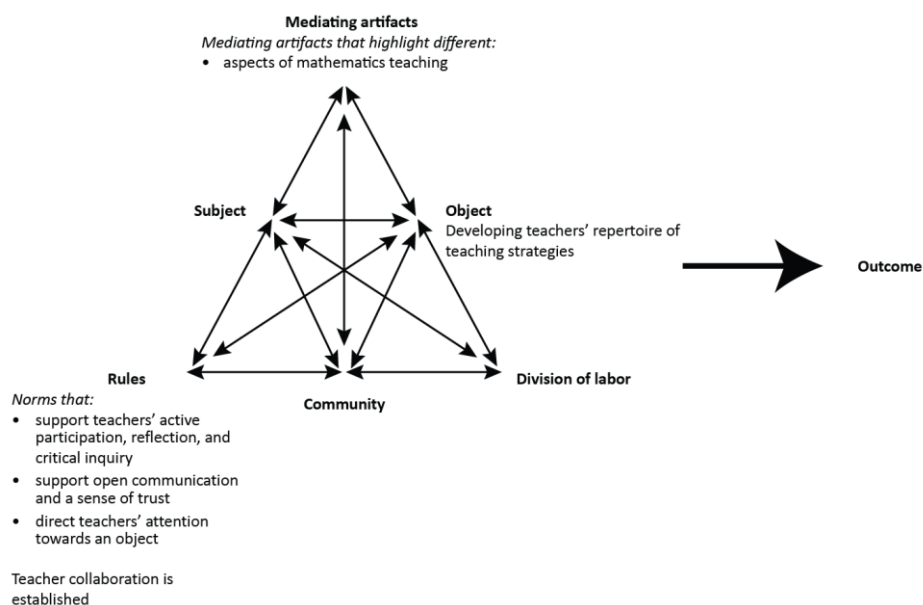 Mediating artifacts
Mediating artifacts that highlight different:
• aspects of mathematics teaching
Subject
Object
Developing teachers’ repertoire of
teaching strategies
Outcome
Rules
Community
Division of labor
Norms that:
• support teachers’ active
participation, reflection, and
critical inquiry
• support open communication
and a sense of trust
• direct teachers’ attention
towards an object
Teacher collaboration is
established